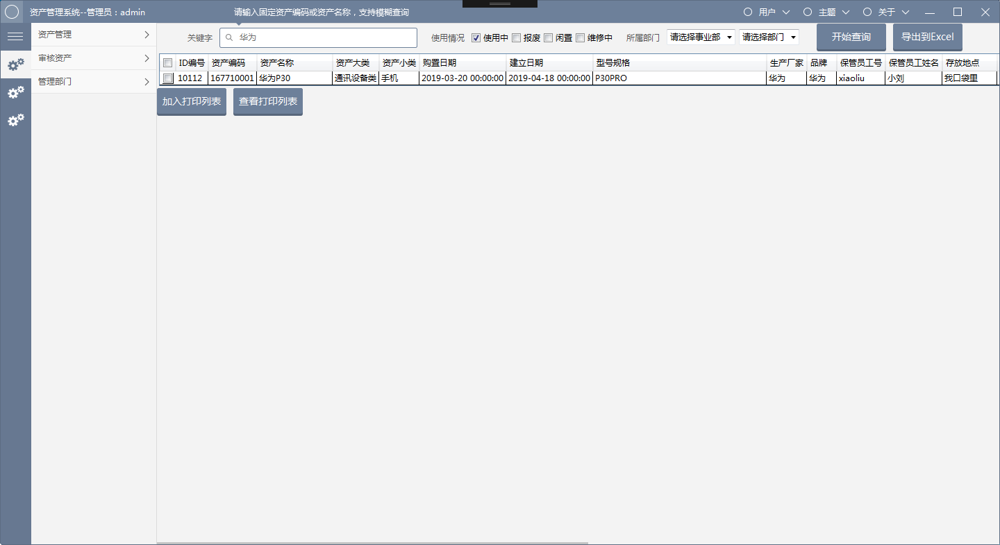 资产管理系统--管理员：admin
请输入固定资产编码或资产名称，支持模糊查询
用户
主题
关于
资产管理
审核资产
管理部门
关键字 华为 使用情况 使用中 报废 闲置 维修中 所属部门 请选择事业部 请选择部门 开始查询 导出到Excel
ID编号 资产编码 资产名称 资产大类 资产小类 购置日期 建立日期 型号规格 生产厂家 品牌 保管员工号 保管员工姓名 存放地点
10112 167710001 华为P30 通讯设备类 手机 2019-03-20 00:00:00 2019-04-18 00:00:00 P30PRO 华为 华为 xiaoliu 小刘 我口袋里
加入打印列表 查看打印列表